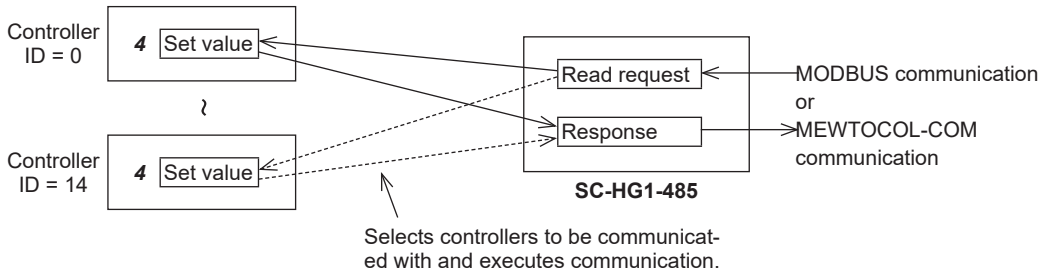 Controller
ID = 0
4 Set value
~
Controller
ID = 14
4 Set value
Read request
Response
SC-HG1-485
MODBUS communication
or
MEWTOCOL-COM
communication
Selects controllers to be communicat-
ed with and executes communication.